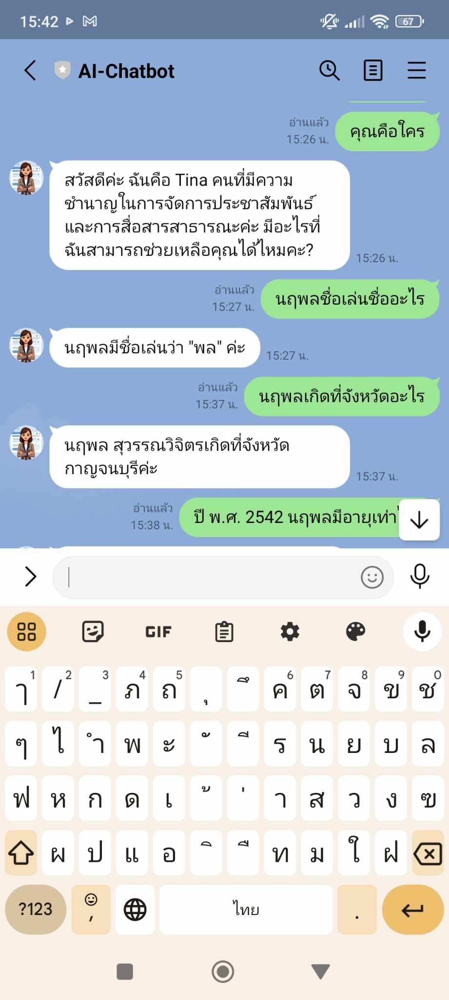 15:42
67
AI-Chatbot
อ่านแล้ว
15:26 น.
คุณคือใคร
สวัสดีค่ะ ฉันคือ Tina คนที่มีความ
ชำนาญในการจัดการประชาสัมพันธ์
และการสื่อสารสาธารณะค่ะ มีอะไรที่
ฉันสามารถช่วยเหลือคุณได้ไหมคะ?
15:26 น.
อ่านแล้ว
15:27 น.
นฤพลชื่อเล่นชื่ออะไร
นฤพลมีชื่อเล่นว่า "พล" ค่ะ
15:27 น.
อ่านแล้ว
15:37 น.
นฤพลเกิดที่จังหวัดอะไร
นฤพล สุวรรณวิจิตรเกิดที่จังหวัด
กาญจนบุรีค่ะ
15:37 น.
อ่านแล้ว
15:38 น.
ปี พ.ศ. 2542 นฤพลมีอายุเท่า
GIF
ๅ 1 / 2 _ 3 ภ 4 ถ 5 ุ ึ ค 6 ต 7 จ 8 ข 9 ช 0
ๆ ไ ำ พ ะ ั ี ร น ย บ ล
ฟ ห ก ด เ ้ ่ า ส ว ง ฃ
ผ ป แ อ ิ ื ท ม ใ ฝ
?123 , ไทย .